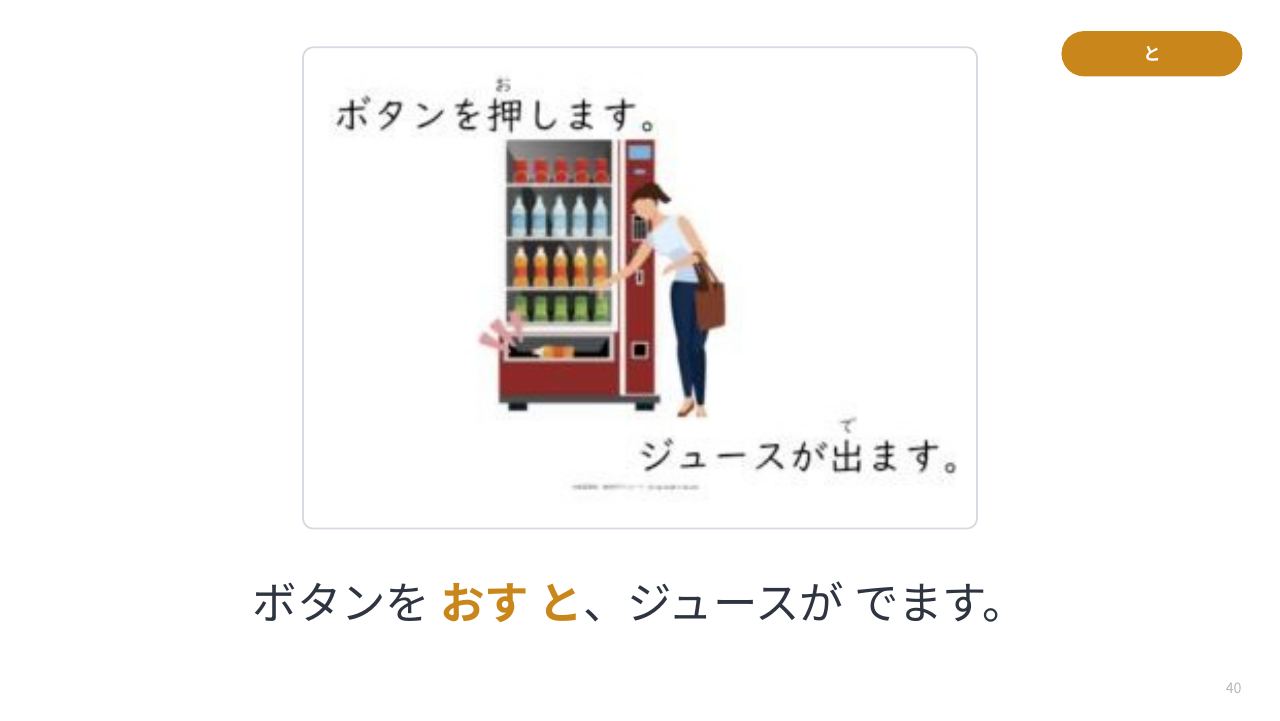 と
お
ボタンを押します。
で
ジュースが出ます。
ボタンを おす と、ジュースが でます。
40